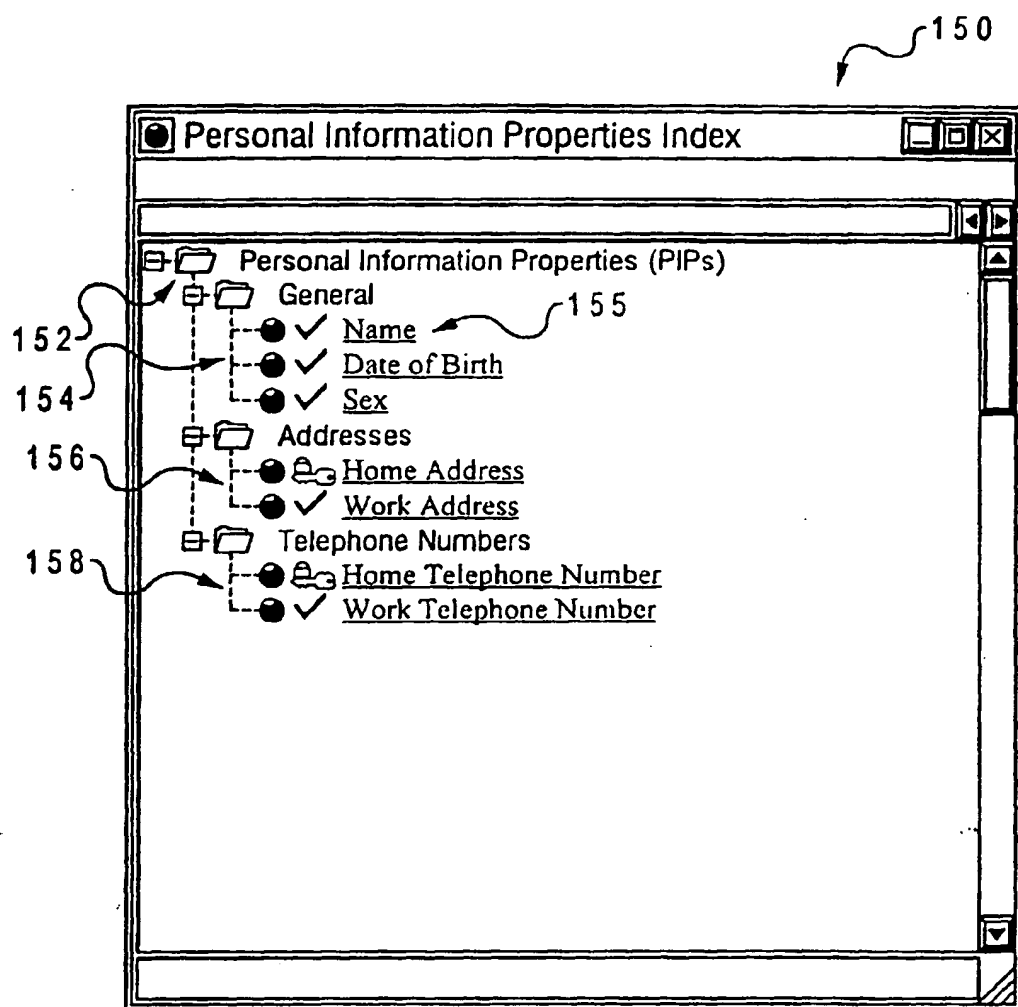 150
Personal Information Properties Index
Personal Information Properties (PIPs)
General
155
152
Name
Date of Birth
154
Sex
Addresses
156
Home Address
Work Address
Telephone Numbers
158
Home Telephone Number
Work Telephone Number